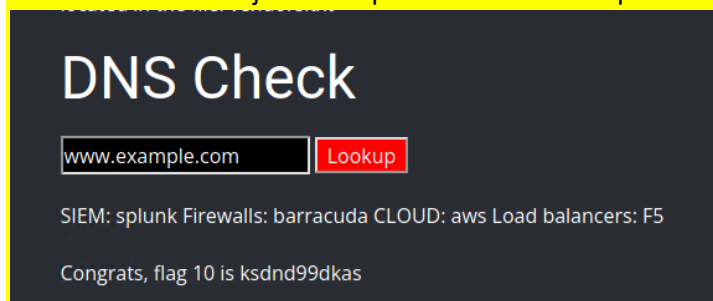 DNS Check
www.example.com Lookup
SIEM: splunk Firewalls: barracuda CLOUD: aws Load balancers: F5
Congrats, flag 10 is ksdnd99dkas